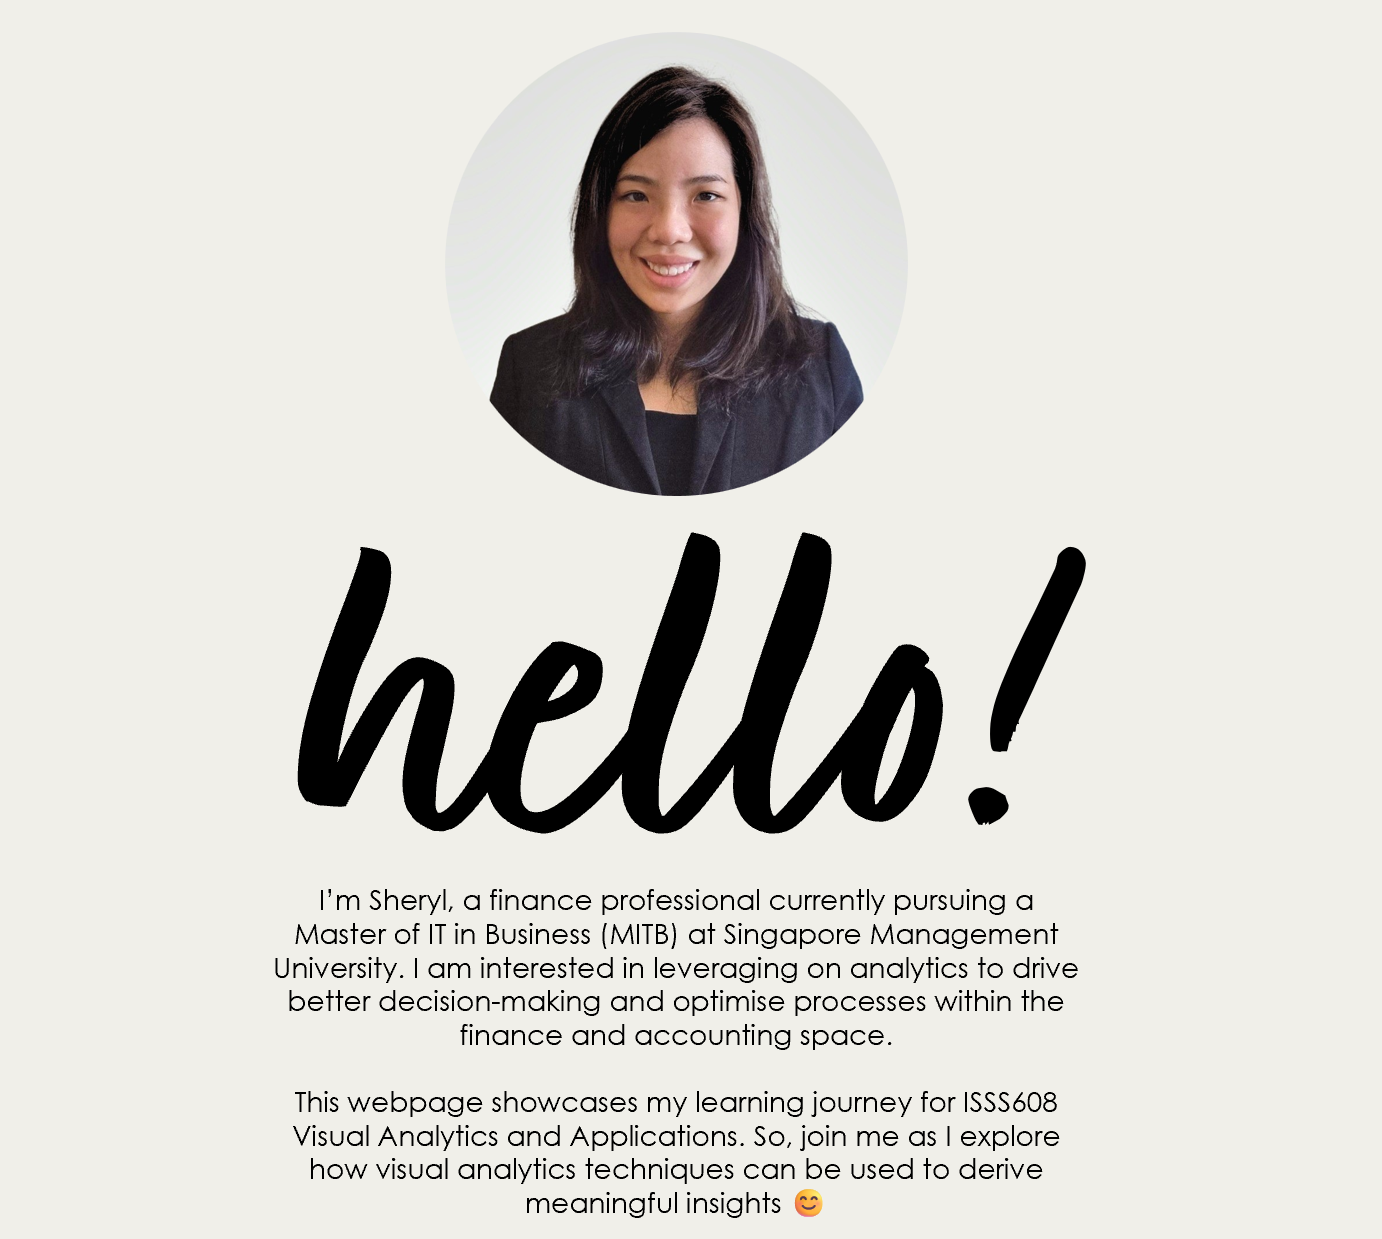 hello!
I’m Sheryl, a finance professional currently pursuing a
Master of IT in Business (MITB) at Singapore Management
University. I am interested in leveraging on analytics to drive
better decision-making and optimise processes within the
finance and accounting space.
This webpage showcases my learning journey for ISSS608
Visual Analytics and Applications. So, join me as I explore
how visual analytics techniques can be used to derive
meaningful insights 😊